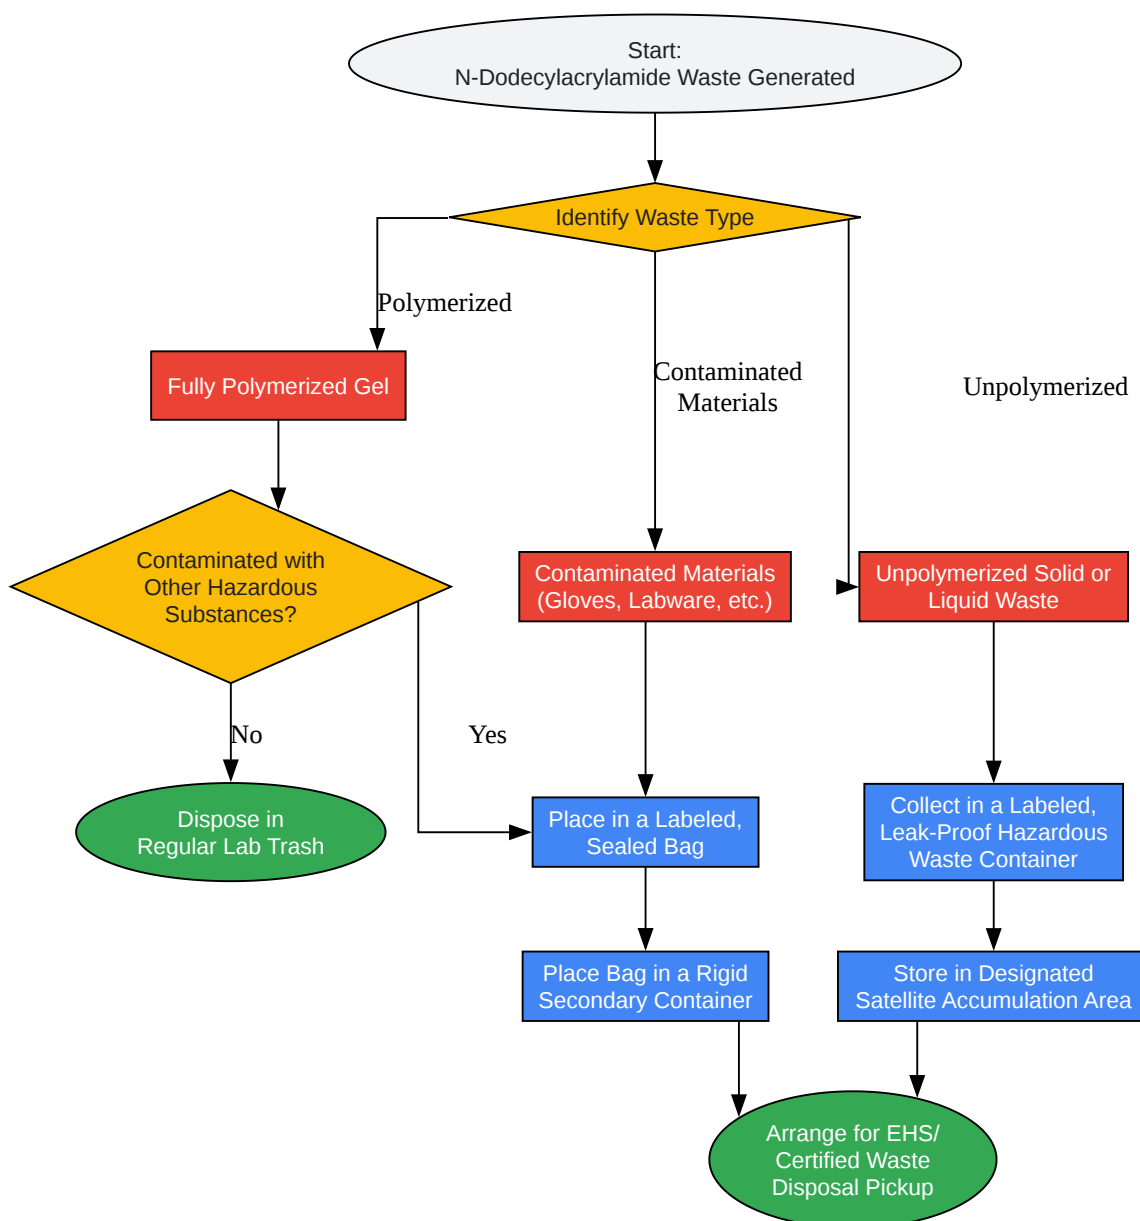 Start:
N-Dodecylacrylamide Waste Generated
Identify Waste Type
Polymerized
Contaminated
Materials
Unpolymerized
Fully Polymerized Gel
Contaminated with
Other Hazardous
Substances?
Contaminated Materials
(Gloves, Labware, etc.)
Unpolymerized Solid or
Liquid Waste
No
Yes
Dispose in
Regular Lab Trash
Place in a Labeled,
Sealed Bag
Collect in a Labeled,
Leak-Proof Hazardous
Waste Container
Place Bag in a Rigid
Secondary Container
Store in Designated
Satellite Accumulation Area
Arrange for EHS/
Certified Waste
Disposal Pickup